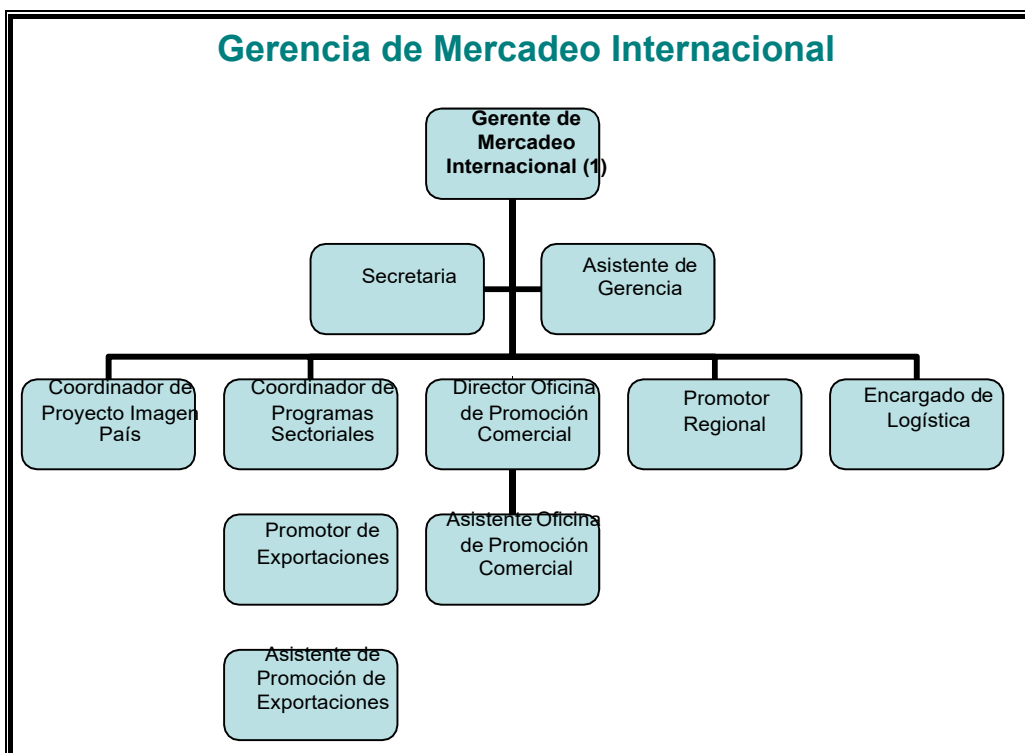 Gerencia de Mercadeo Internacional
Gerente de
Mercadeo
Internacional (1)
Secretaria
Asistente de
Gerencia
Coordinador de
Proyecto Imagen
País
Coordinador de
Programas
Sectoriales
Director Oficina
de Promoción
Comercial
Promotor
Regional
Encargado de
Logística
Promotor de
Exportaciones
Asistente Oficina
de Promoción
Comercial
Asistente de
Promoción de
Exportaciones